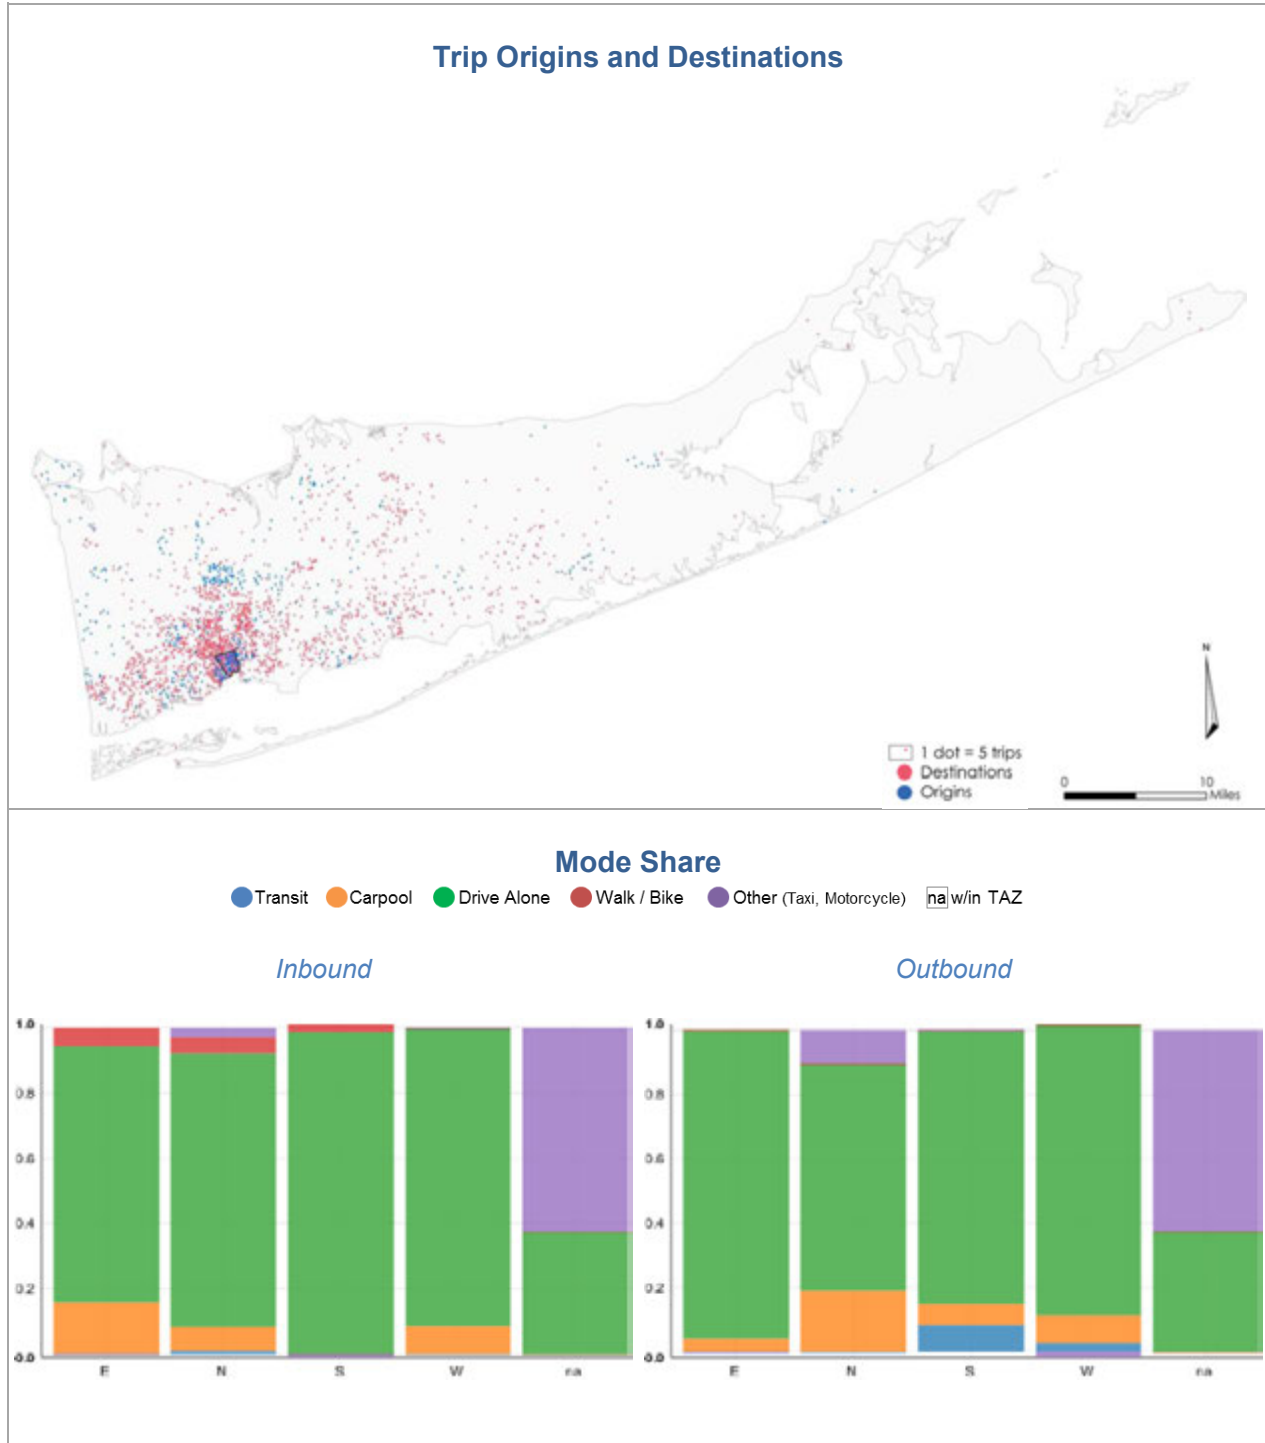 Trip Origins and Destinations
N
1 dot = 5 trips
Destinations
Origins
0 10
Miles
Mode Share
Transit Carpool Drive Alone Walk / Bike Other (Taxi, Motorcycle) na w/in TAZ
Inbound
1.0
0.8
0.6
0.4
0.2
0.0
E N S W na
Outbound
1.0
0.8
0.6
0.4
0.2
0.0
E N S W na